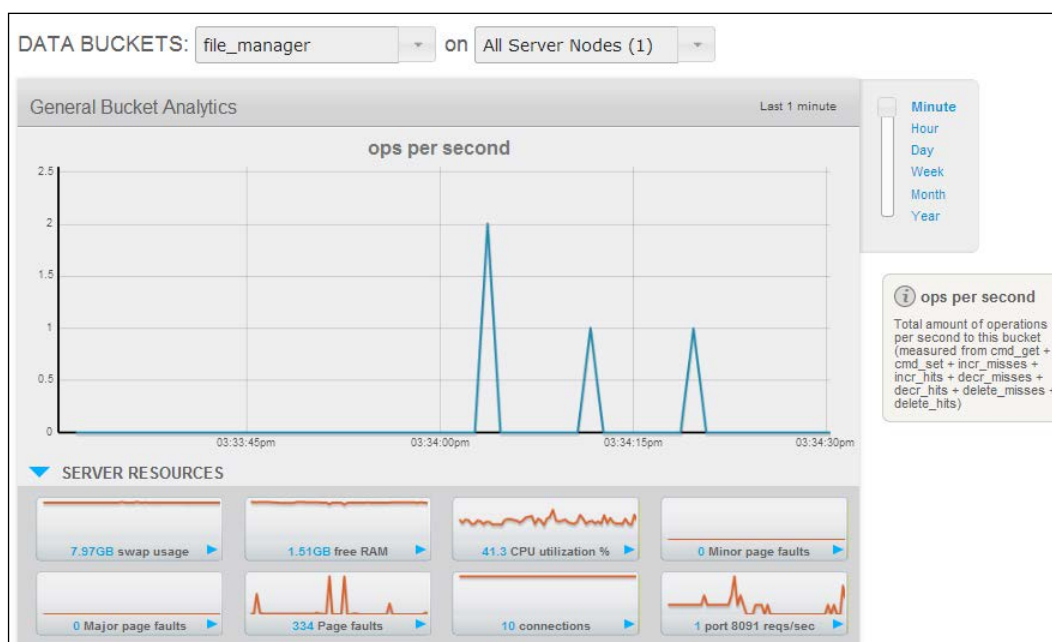 DATA BUCKETS: file_manager on All Server Nodes (1)
General Bucket Analytics Last 1 minute
ops per second
2.5
2
1.5
1
0.5
0
03:33:45pm 03:34:00pm 03:34:15pm 03:34:30pm
Minute
Hour
Day
Week
Month
Year
i ops per second
Total amount of operations
per second to this bucket
(measured from cmd_get +
cmd_set + incr_misses +
incr_hits + decr_misses +
decr_hits + delete_misses +
delete_hits)
SERVER RESOURCES
7.97GB swap usage 1.51GB free RAM 41.3 CPU utilization % 0 Minor page faults
0 Major page faults 334 Page faults 10 connections 1 port 8091 reqs/sec